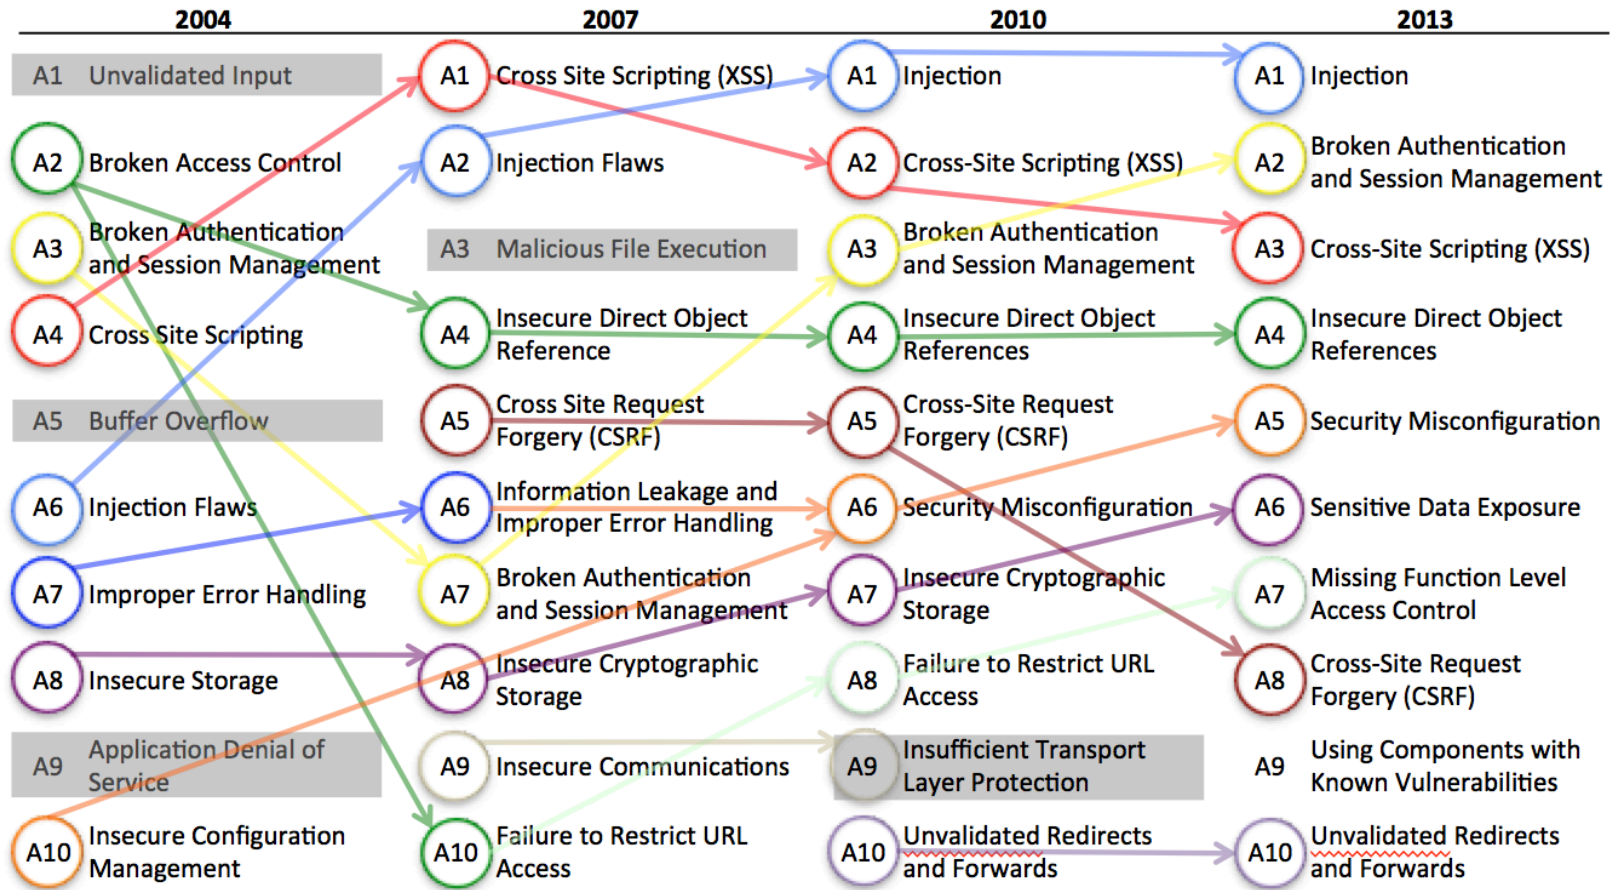 2004
2007
2010
2013
A1 Unvalidated Input
A2 Broken Access Control
A3 Broken Authentication
and Session Management
A4 Cross Site Scripting
A5 Buffer Overflow
A6 Injection Flaws
A7 Improper Error Handling
A8 Insecure Storage
A9 Application Denial of
Service
A10 Insecure Configuration
Management
A1 Cross Site Scripting (XSS)
A2 Injection Flaws
A3 Malicious File Execution
A4 Insecure Direct Object
Reference
A5 Cross Site Request
Forgery (CSRF)
A6 Information Leakage and
Improper Error Handling
A7 Broken Authentication
and Session Management
A8 Insecure Cryptographic
Storage
A9 Insecure Communications
A10 Failure to Restrict URL
Access
A1 Injection
A2 Cross-Site Scripting (XSS)
A3 Broken Authentication
and Session Management
A4 Insecure Direct Object
References
A5 Cross-Site Request
Forgery (CSRF)
A6 Security Misconfiguration
A7 Insecure Cryptographic
Storage
A8 Failure to Restrict URL
Access
A9 Insufficient Transport
Layer Protection
A10 Unvalidated Redirects
and Forwards
A1 Injection
A2 Broken Authentication
and Session Management
A3 Cross-Site Scripting (XSS)
A4 Insecure Direct Object
References
A5 Security Misconfiguration
A6 Sensitive Data Exposure
A7 Missing Function Level
Access Control
A8 Cross-Site Request
Forgery (CSRF)
A9 Using Components with
Known Vulnerabilities
A10 Unvalidated Redirects
and Forwards